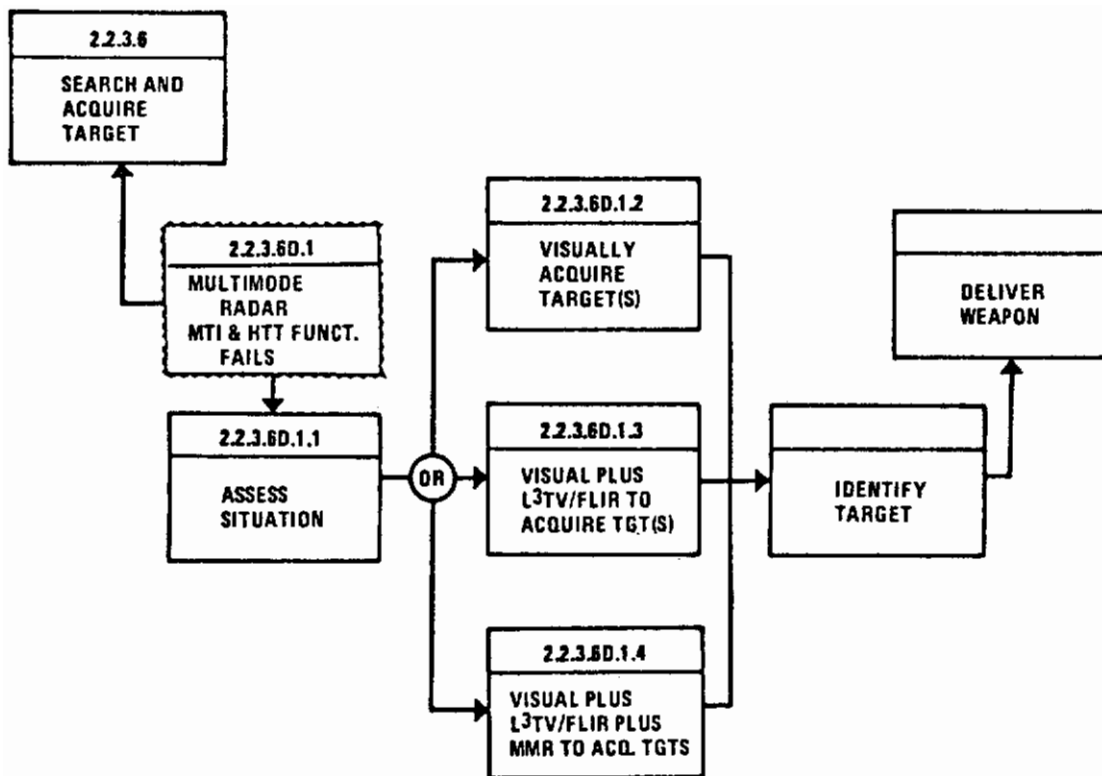 2.2.3.6
SEARCH AND
ACQUIRE
TARGET
2.2.3.6D.1
MULTIMODE
RADAR
MTI & HTT FUNCT.
FAILS
2.2.3.6D.1.1
ASSESS
SITUATION
OR
2.2.3.6D.1.2
VISUALLY
ACQUIRE
TARGET(S)
2.2.3.6D.1.3
VISUAL PLUS
L³TV/FLIR TO
ACQUIRE TGT(S)
2.2.3.6D.1.4
VISUAL PLUS
L³TV/FLIR PLUS
MMR TO ACQ. TGTS
IDENTIFY
TARGET
DELIVER
WEAPON